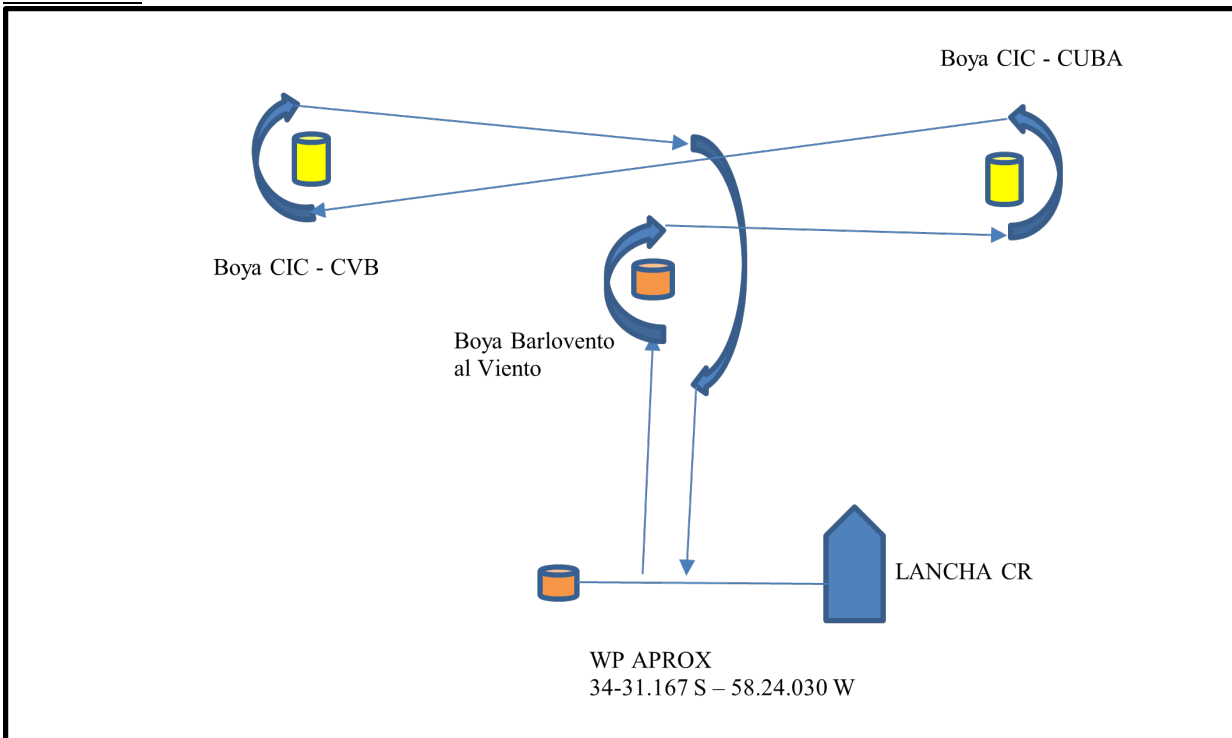 Boya CIC - CUBA
Boya CIC - CVB
Boya Barlovento
al Viento
LANCHA CR
WP APROX
34-31.167 S – 58.24.030 W